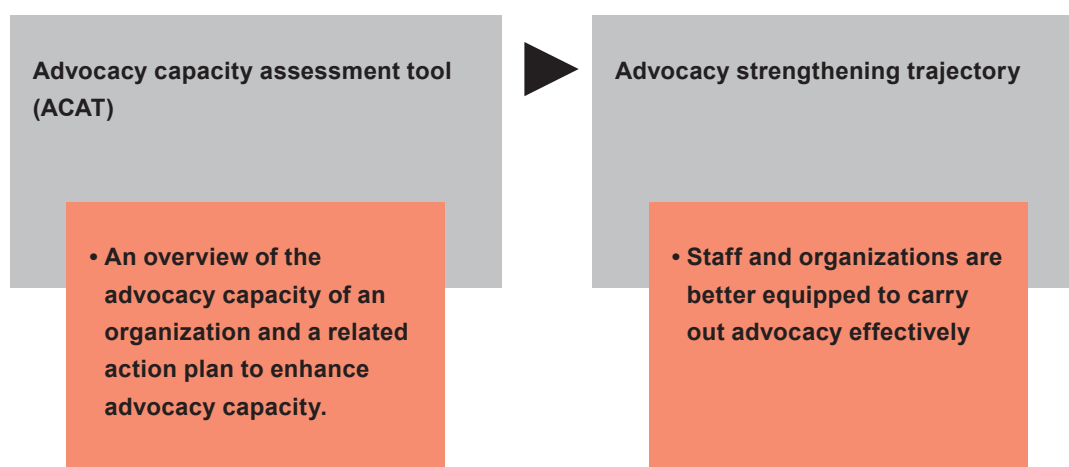 Advocacy capacity assessment tool
(ACAT)
• An overview of the
advocacy capacity of an
organization and a related
action plan to enhance
advocacy capacity.
Advocacy strengthening trajectory
• Staff and organizations are
better equipped to carry
out advocacy effectively